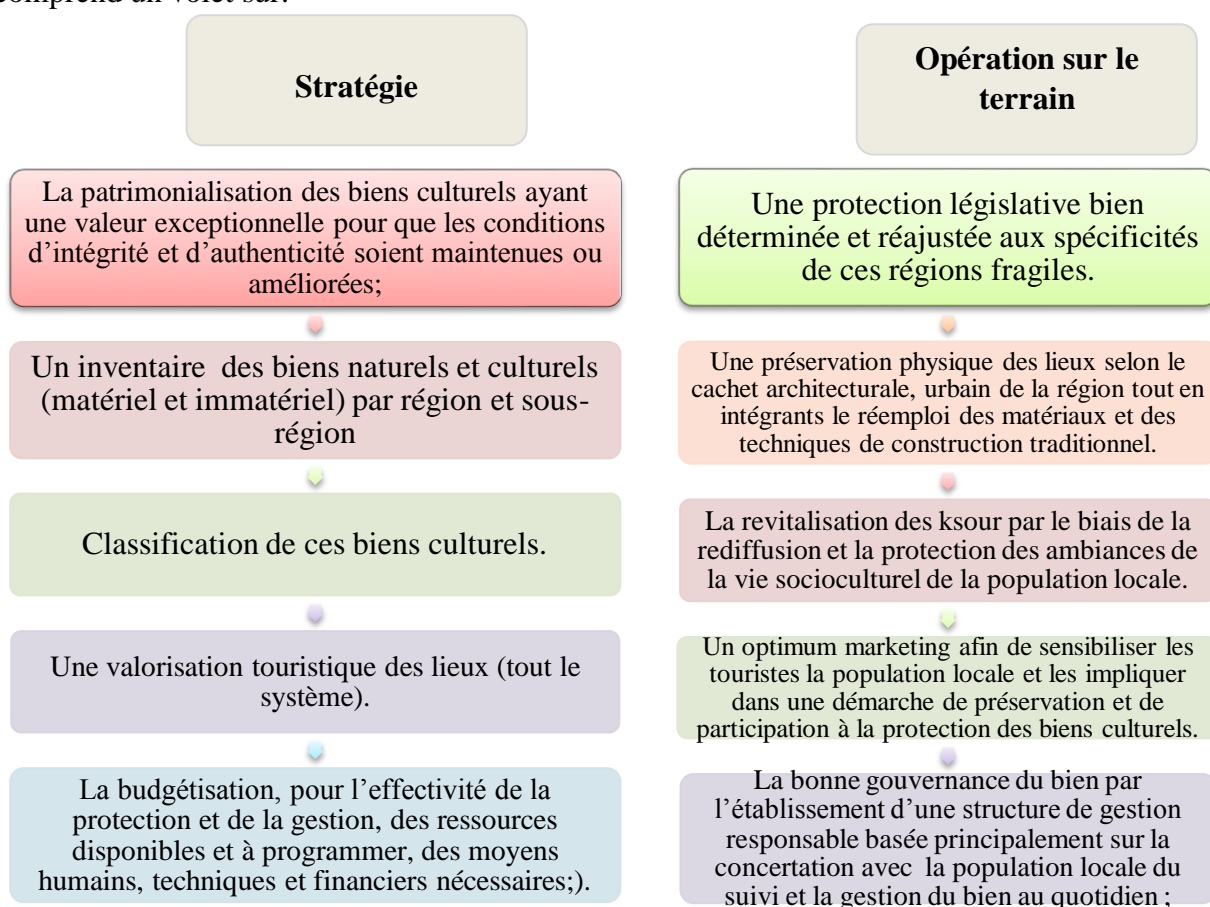 comprend un volet sur:
Stratégie
La patrimonialisation des biens culturels ayant
une valeur exceptionnelle pour que les conditions
d’intégrité et d’authenticité soient maintenues ou
améliorées;
Un inventaire des biens naturels et culturels
(matériel et immatériel) par région et sous-
région
Classification de ces biens culturels.
Une valorisation touristique des lieux (tout le
système).
La budgétisation, pour l’effectivité de la
protection et de la gestion, des ressources
disponibles et à programmer, des moyens
humains, techniques et financiers nécessaires;).
Opération sur le
terrain
Une protection législative bien
déterminée et réajustée aux spécificités
de ces régions fragiles.
Une préservation physique des lieux selon le
cachet architecturale, urbain de la région tout en
intégrants le réemploi des matériaux et des
techniques de construction traditionnel.
La revitalisation des ksour par le biais de la
rediffusion et la protection des ambiances de
la vie socioculturel de la population locale.
Un optimum marketing afin de sensibiliser les
touristes la population locale et les impliquer
dans une démarche de préservation et de
participation à la protection des biens culturels.
La bonne gouvernance du bien par
l’établissement d’une structure de gestion
responsable basée principalement sur la
concertation avec la population locale du
suivi et la gestion du bien au quotidien ;